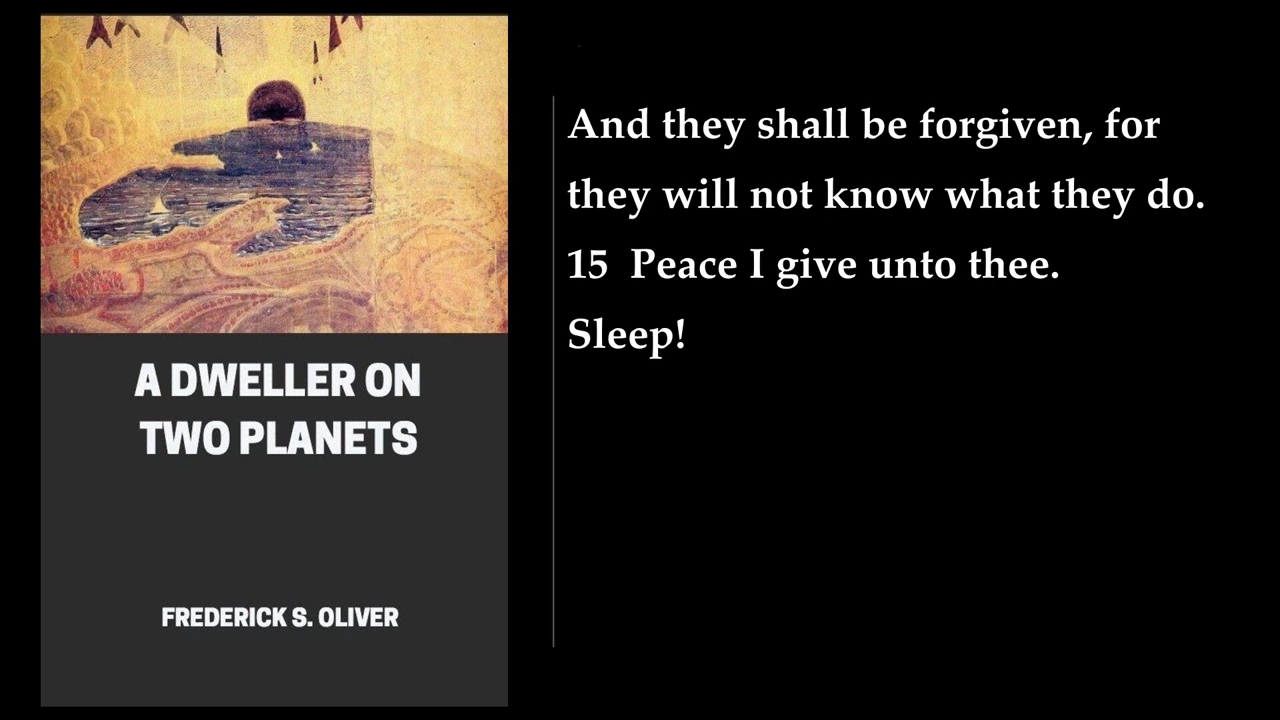 A DWELLER ON
TWO PLANETS
FREDERICK S. OLIVER
And they shall be forgiven, for
they will not know what they do.
15  Peace I give unto thee.
Sleep!